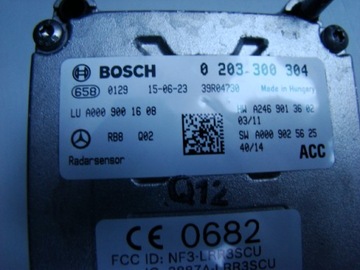 BOSCH 0 203 300 304
658 0129 15-06-23 39R04730 Made in Hungary
LU A000 900 16 08 HW A246 901 36 02
03/11
RB8 Q02 SW A000 902 56 25
40/14
Radarsensor ACC
Q12
CE 0682
FCC ID: NF3-LRR3SCU
LRR3SCU